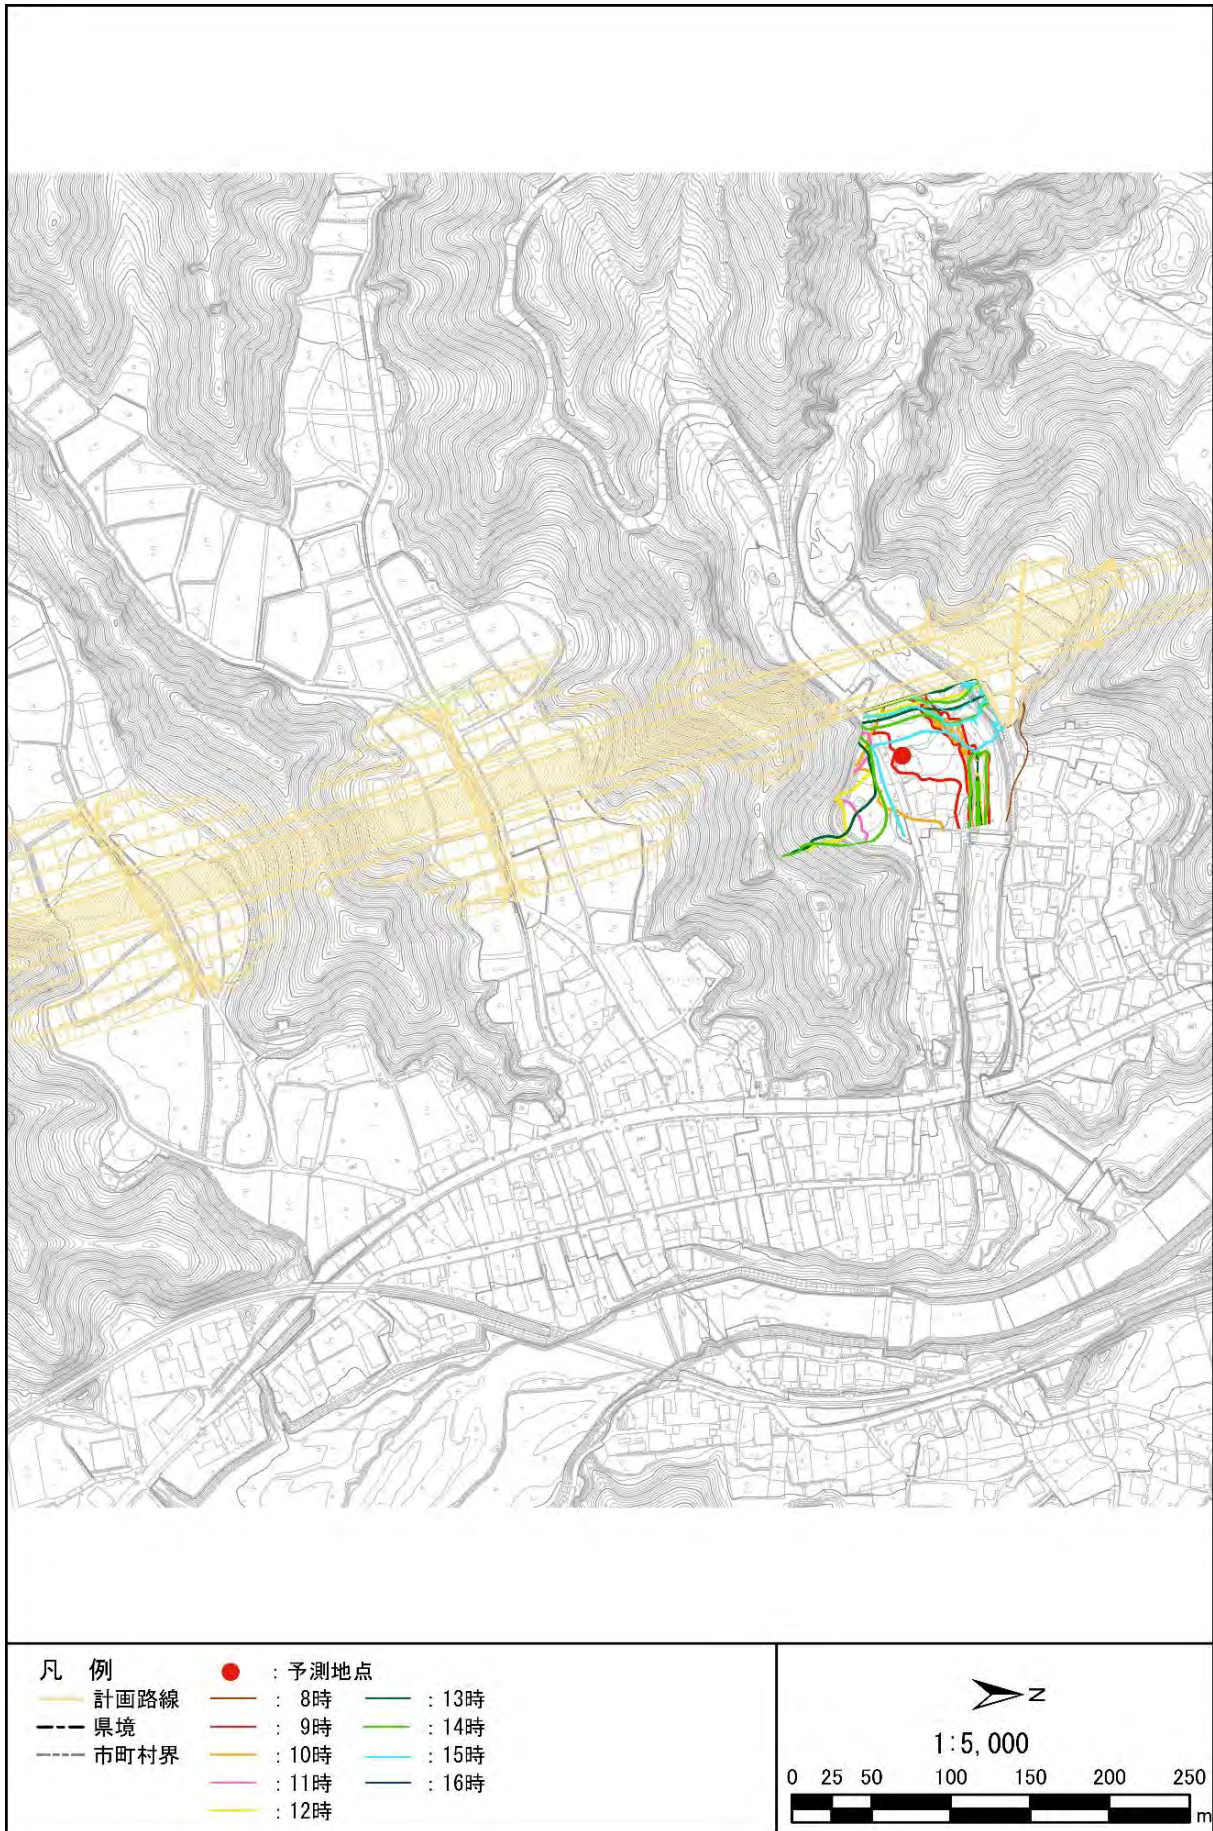 凡 例
計画路線
県境
市町村界
: 予測地点
: 8時
: 9時
: 10時
: 11時
: 12時
: 13時
: 14時
: 15時
: 16時
N
1:5,000
0 25 50 100 150 200 250
m